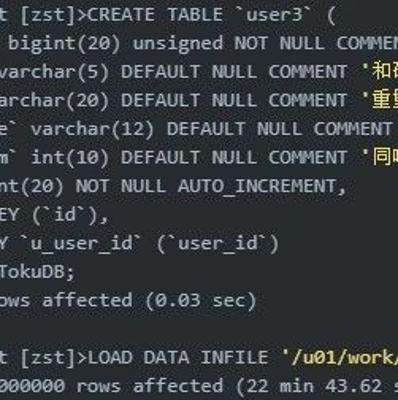 t [zst]>CREATE TABLE `user3` (
bigint(20) unsigned NOT NULL COMMEN
varchar(5) DEFAULT NULL COMMENT '和
archar(20) DEFAULT NULL COMMENT '重
e` varchar(12) DEFAULT NULL COMMENT
m` int(10) DEFAULT NULL COMMENT '同
nt(20) NOT NULL AUTO_INCREMENT,
EY (`id`),
Y `u_user_id` (`user_id`)
TokuDB;
ows affected (0.03 sec)
t [zst]>LOAD DATA INFILE '/u01/work/
000000 rows affected (22 min 43.62 s